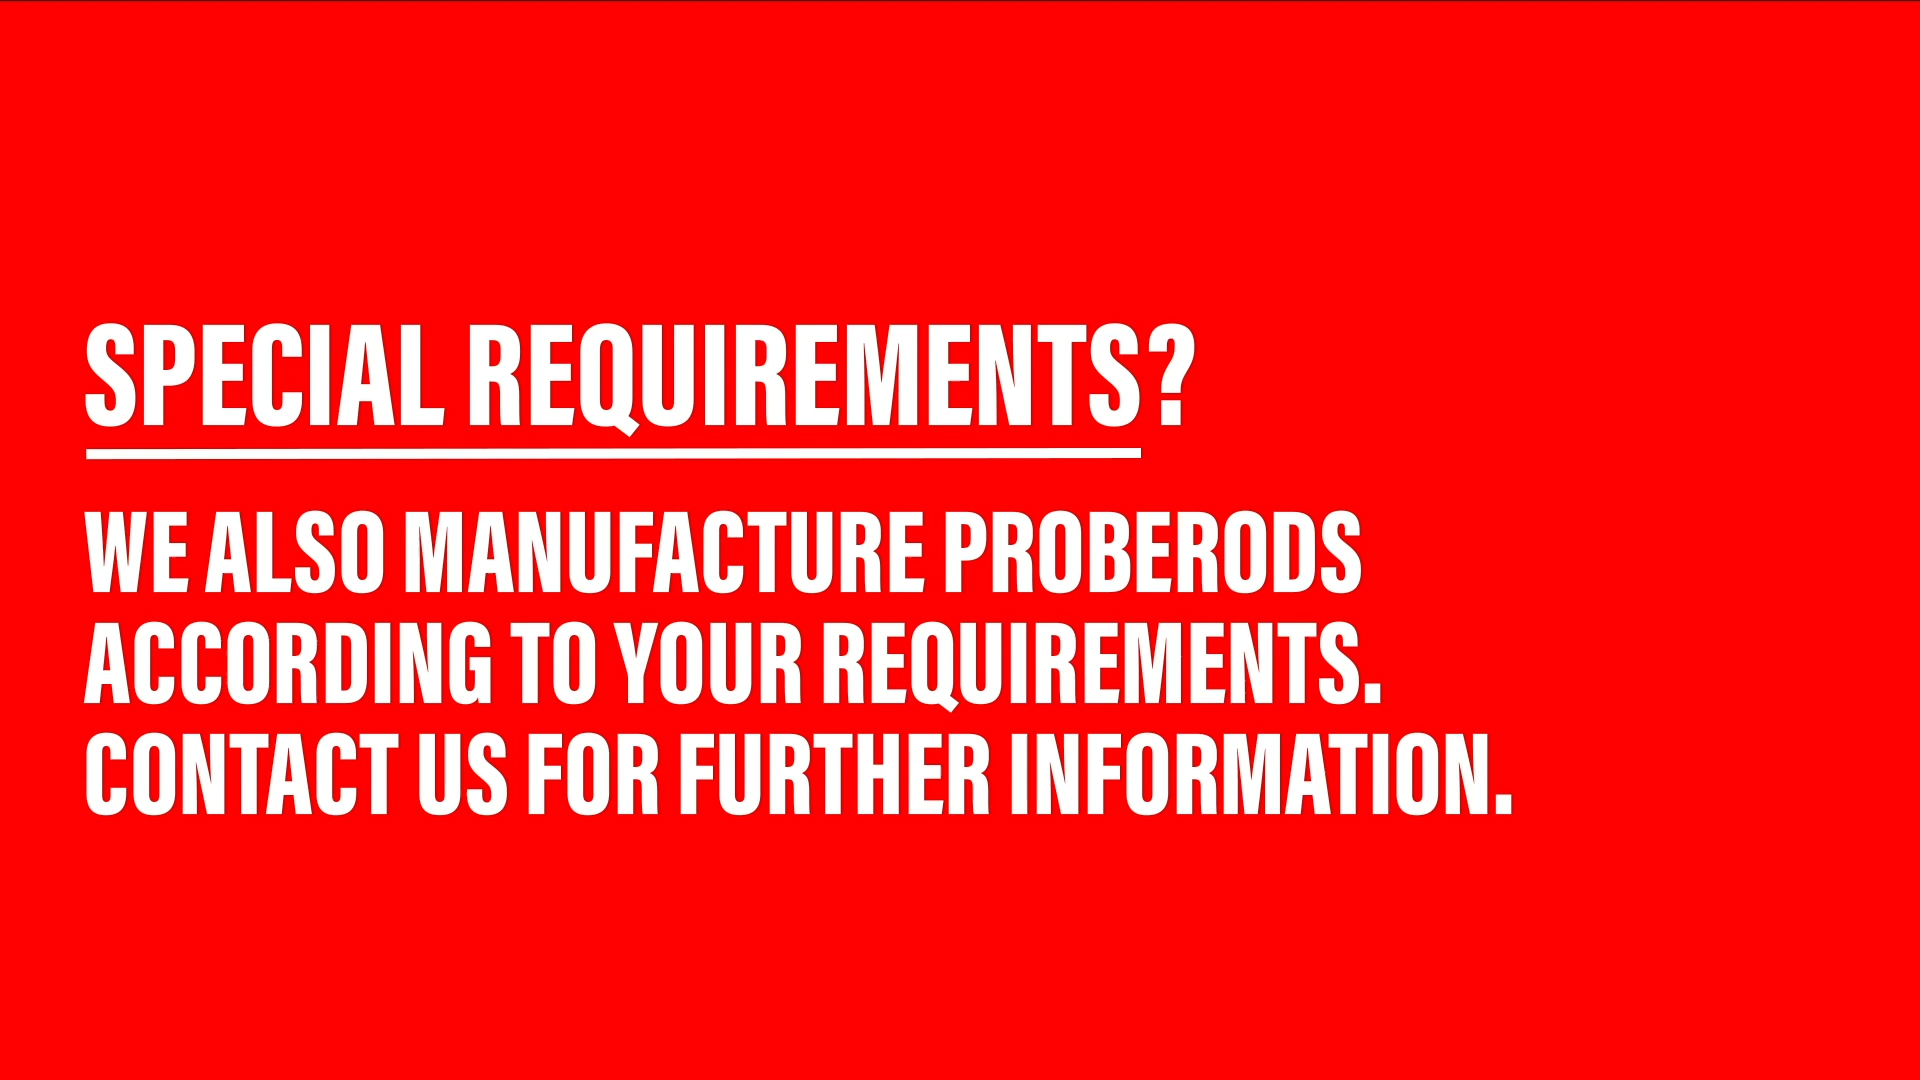 SPECIAL REQUIREMENTS?
WE ALSO MANUFACTURE PROBERODS
ACCORDING TO YOUR REQUIREMENTS.
CONTACT US FOR FURTHER INFORMATION.